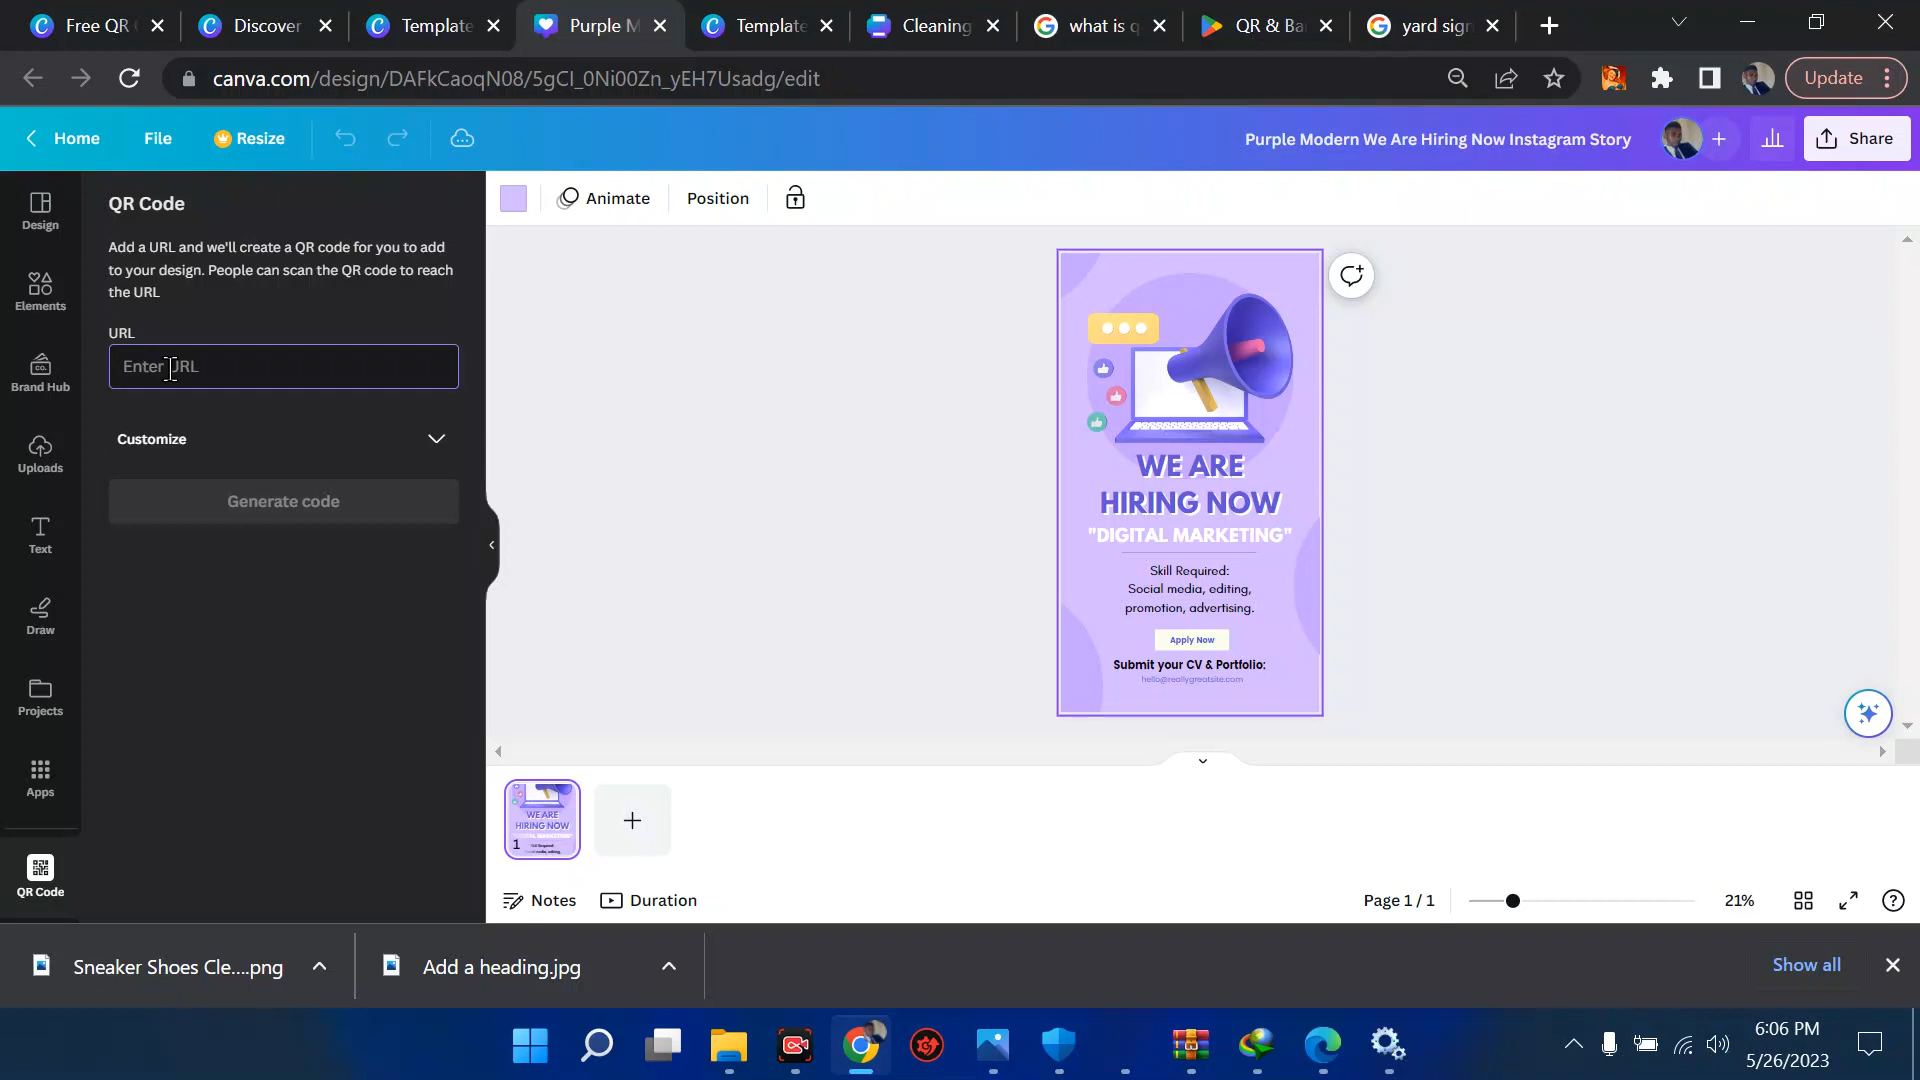 Free QR
Discover
Template
Purple M
Template
Cleaning
what is q
QR & Ba
yard sign
canva.com/design/DAFkCaoqN08/5gCI_0Ni00Zn_yEH7Usadg/edit
Update
Home
File
Resize
Purple Modern We Are Hiring Now Instagram Story
Share
Design
Elements
Brand Hub
Uploads
Text
Draw
Projects
Apps
QR Code
QR Code
Add a URL and we'll create a QR code for you to add
to your design. People can scan the QR code to reach
the URL
URL
Enter URL
Customize
Generate code
Animate
Position
WE ARE
HIRING NOW
"DIGITAL MARKETING"
Skill Required:
Social media, editing,
promotion, advertising.
Apply Now
Submit your CV & Portfolio:
hello@reallygreatsite.com
WE ARE
HIRING NOW
1
Notes
Duration
Page 1 / 1
21%
Sneaker Shoes Cle....png
Add a heading.jpg
Show all
6:06 PM
5/26/2023